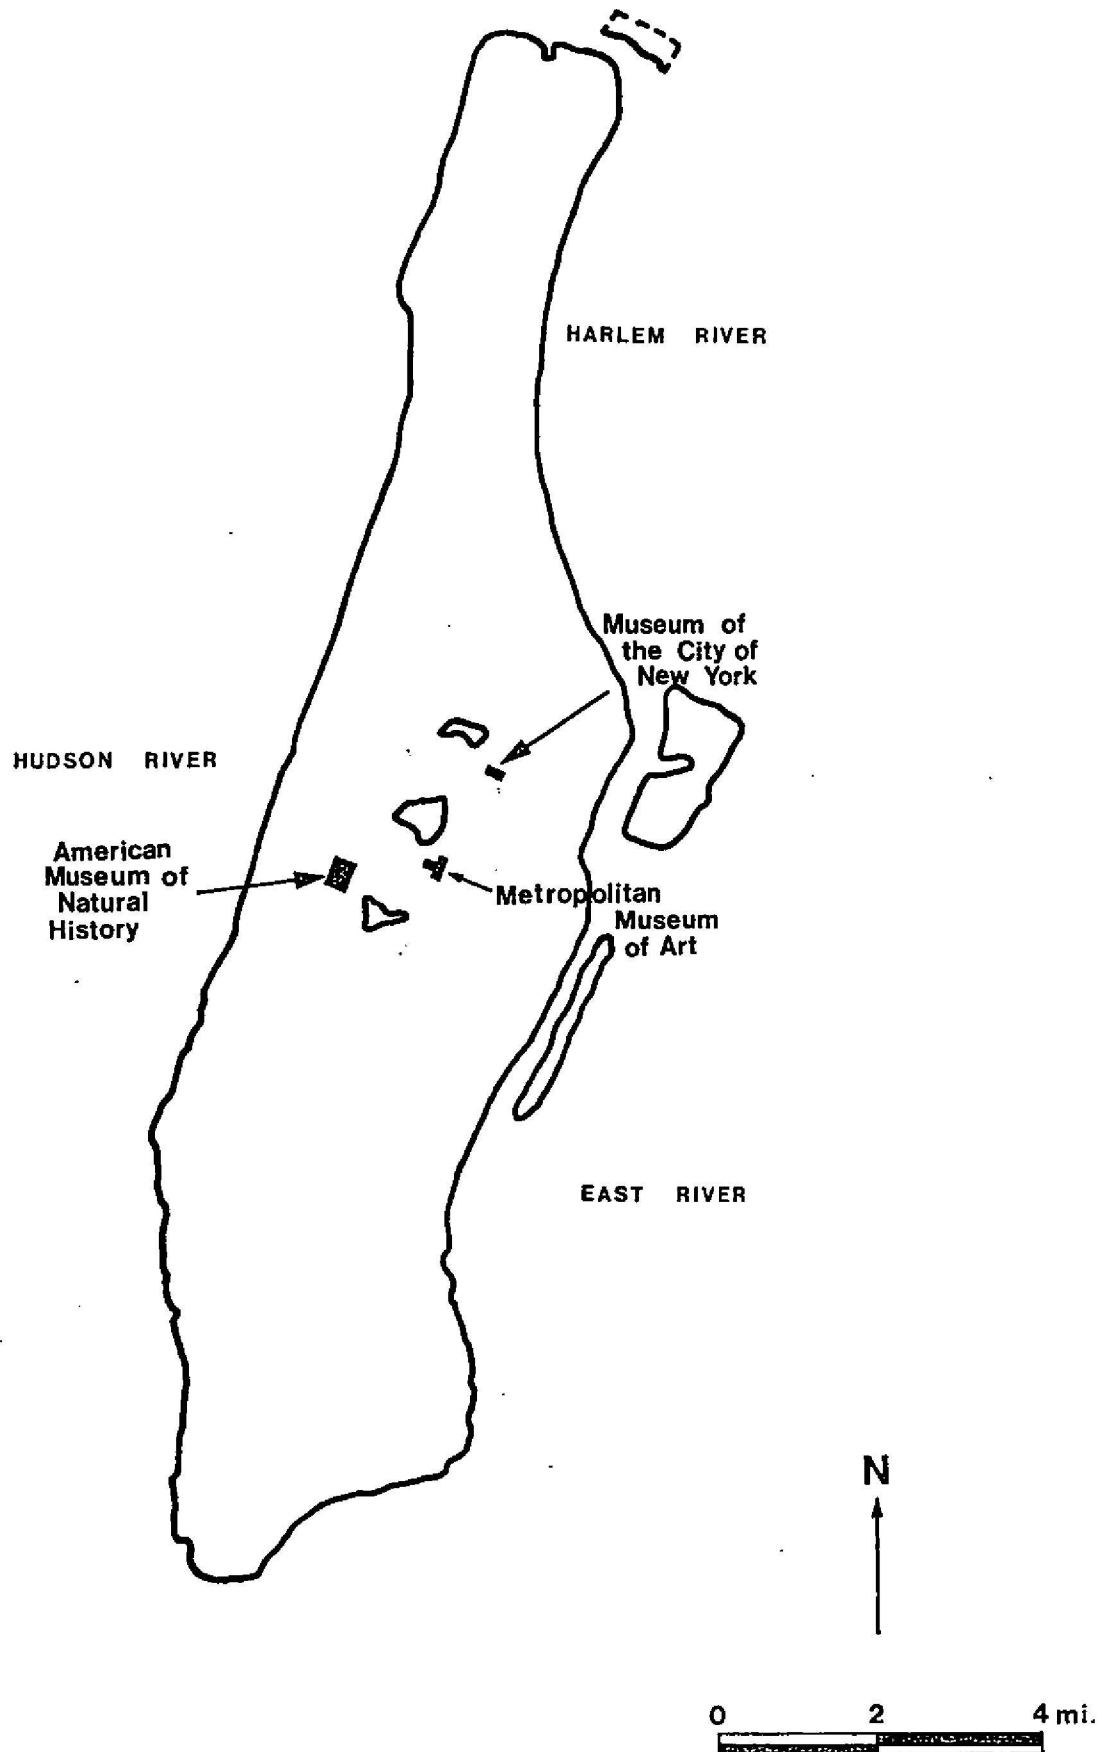 HARLEM RIVER
Museum of
the City of
New York
HUDSON RIVER
American
Museum of
Natural
History
Metropolitan
Museum
of Art
EAST RIVER
N
0 2 4 mi.